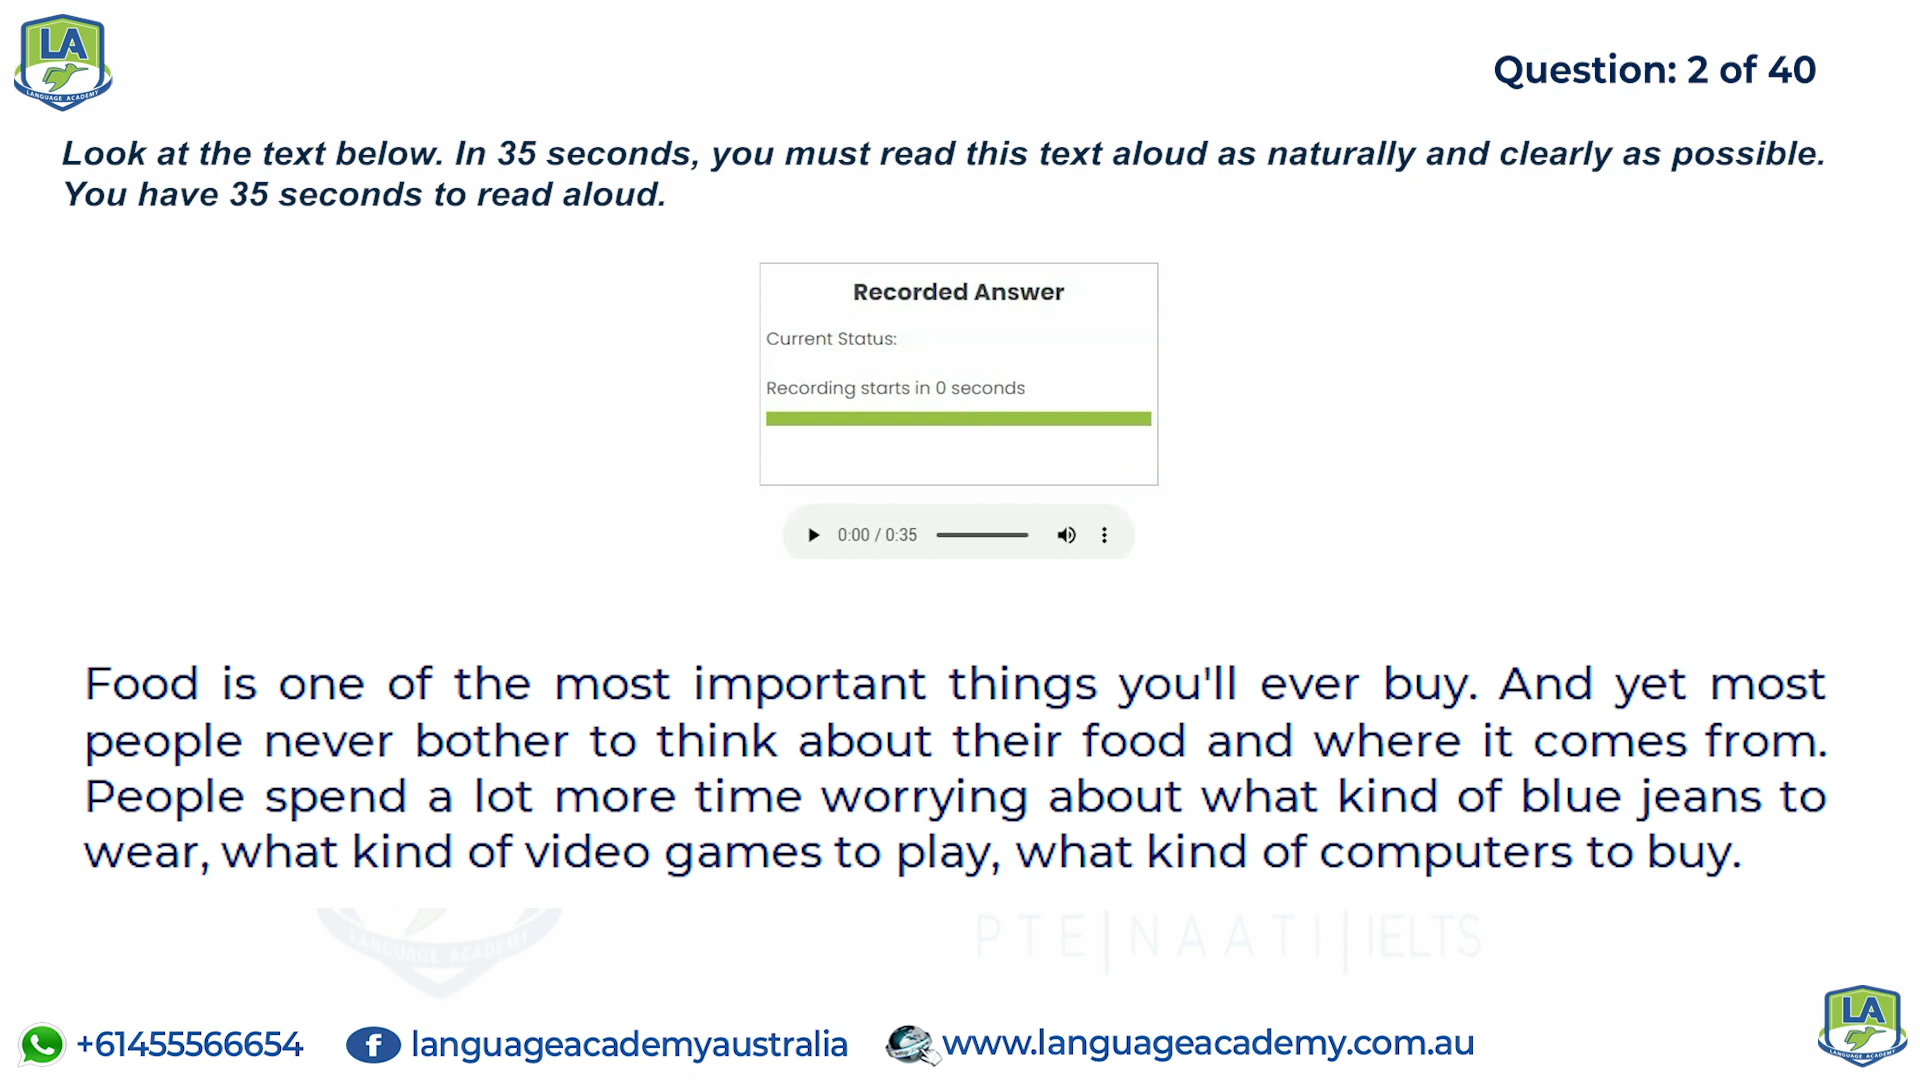 LA
LANGUAGE ACADEMY
Question: 2 of 40
Look at the text below. In 35 seconds, you must read this text aloud as naturally and clearly as possible.
You have 35 seconds to read aloud.
Recorded Answer
Current Status:
Recording starts in 0 seconds
0:00 / 0:35
Food is one of the most important things you'll ever buy. And yet most
people never bother to think about their food and where it comes from.
People spend a lot more time worrying about what kind of blue jeans to
wear, what kind of video games to play, what kind of computers to buy.
LANGUAGE ACADEMY
PTE|NAATI|IELTS
+61455566654
languageacademyaustralia
www.languageacademy.com.au
LA
LANGUAGE ACADEMY